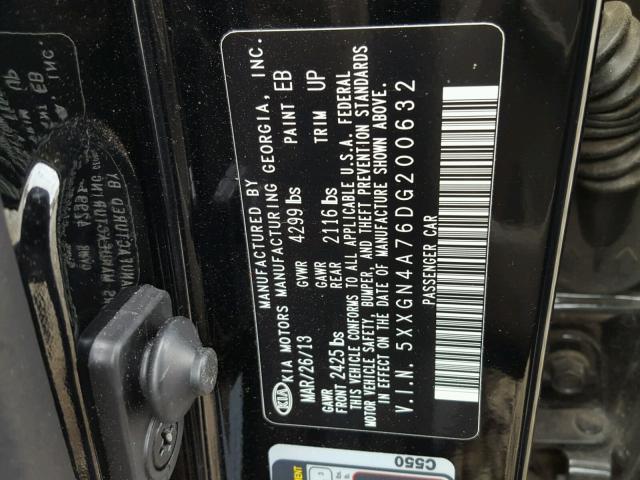 KIA
MANUFACTURED BY
KIA MOTORS MANUFACTURING GEORGIA, INC.
MAR/26/13 GVWR 4299 lbs PAINT EB
GAWR FRONT 2425 lbs GAWR REAR 2116 lbs TRIM UP
THIS VEHICLE CONFORMS TO ALL APPLICABLE U.S.A. FEDERAL
MOTOR VEHICLE SAFETY, BUMPER, AND THEFT PREVENTION STANDARDS
IN EFFECT ON THE DATE OF MANUFACTURE SHOWN ABOVE.
V.I.N. 5XXGN4A76DG200632
PASSENGER CAR
C550